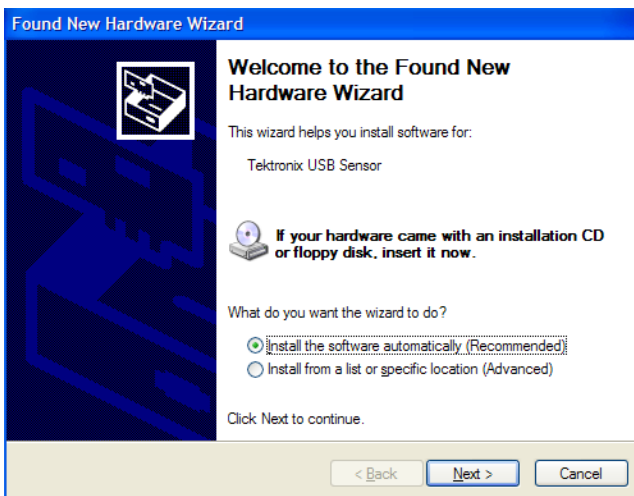 Found New Hardware Wizard
Welcome to the Found New
Hardware Wizard
This wizard helps you install software for:
Tektronix USB Sensor
If your hardware came with an installation CD
or floppy disk, insert it now.
What do you want the wizard to do?
Install the software automatically (Recommended)
Install from a list or specific location (Advanced)
Click Next to continue.
< Back Next > Cancel